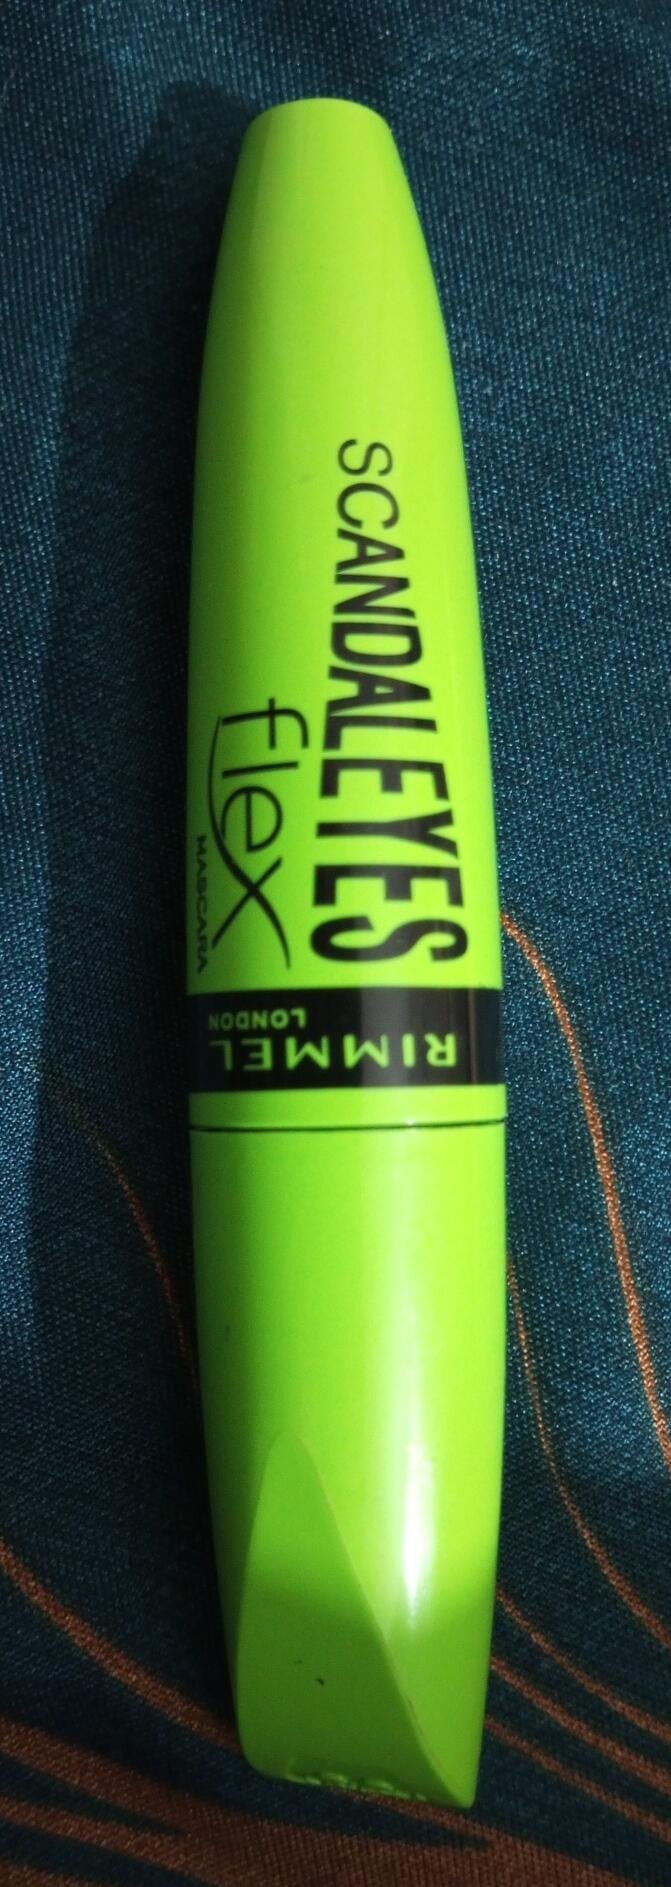 SCANDALEYES
flex
MASCARA
RIMMEL
LONDON